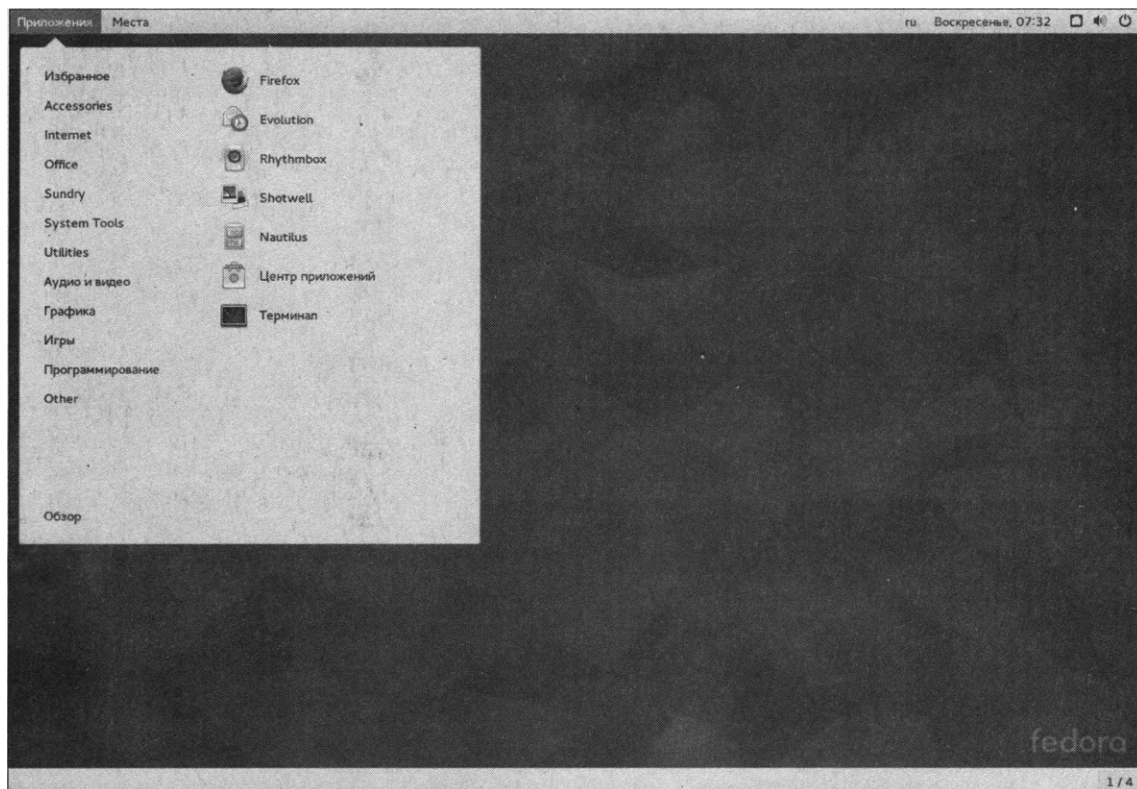 Приложения Места ru Воскресенье, 07:32
Избранное
Accessories
Internet
Office
Sundry
System Tools
Utilities
Аудио и видео
Графика
Игры
Программирование
Other
Обзор
Firefox
Evolution
Rhythmbox
Shotwell
Nautilus
Центр приложений
Терминал
fedora
1 / 4